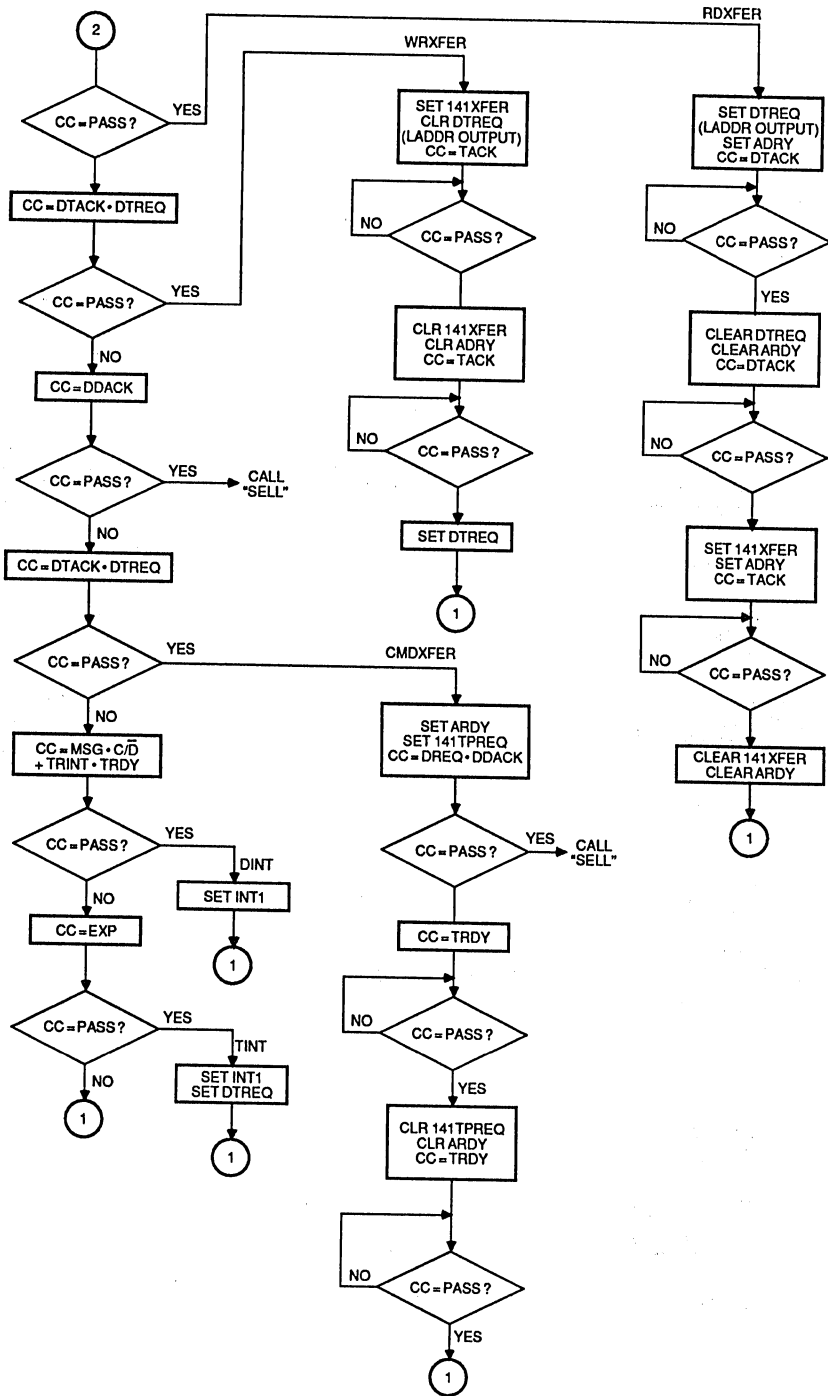 2
CC=PASS?
YES
RDXFER
CC=DTACK•DTREQ
CC=PASS?
YES
WRXFER
NO
CC=DDACK
CC=PASS?
YES
CALL
"SELL"
NO
CC=DTACK•DTREQ
CC=PASS?
YES
CMDXFER
NO
CC=MSG•C/D̅
+ TRINT•TRDY
CC=PASS?
YES
DINT
SET INT1
1
NO
CC=EXP
CC=PASS?
YES
TINT
SET INT1
SET DTREQ
1
NO
1
SET 141XFER
CLR DTREQ
(LADDR OUTPUT)
CC=TACK
NO
CC=PASS?
CLR 141XFER
CLR ADRY
CC=TACK
NO
CC=PASS?
SET DTREQ
1
SET ARDY
SET 141TPREQ
CC=DREQ•DDACK
CC=PASS?
YES
CALL
"SELL"
CC=TRDY
NO
CC=PASS?
YES
CLR 141TPREQ
CLR ARDY
CC=TRDY
NO
CC=PASS?
YES
1
SET DTREQ
(LADDR OUTPUT)
SET ADRY
CC=DTACK
NO
CC=PASS?
YES
CLEAR DTREQ
CLEAR ARDY
CC=DTACK
NO
CC=PASS?
SET 141XFER
SET ADRY
CC=TACK
NO
CC=PASS?
CLEAR 141XFER
CLEAR ARDY
1